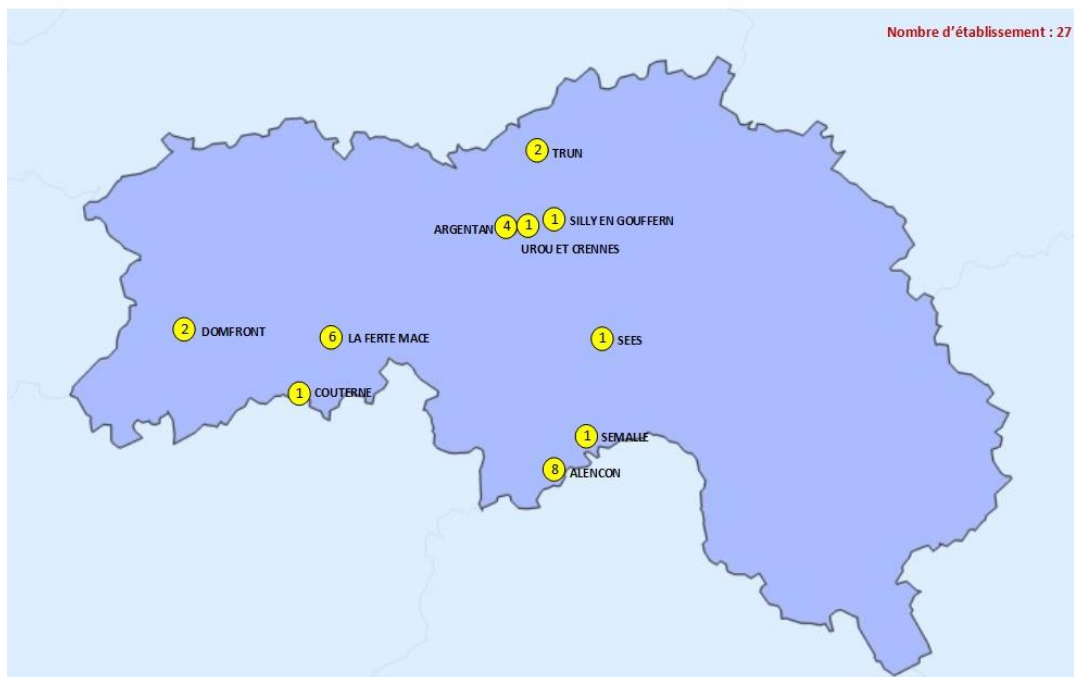 Nombre d'établissement : 27
2 TRUN
1 SILLY EN GOUFFERN
ARGENTAN 4 1
UROU ET CRENNES
2 DOMFRONT
6 LA FERTE MACE
1 SEES
1 COUTERNE
1 SEMALLE
8 ALENCON